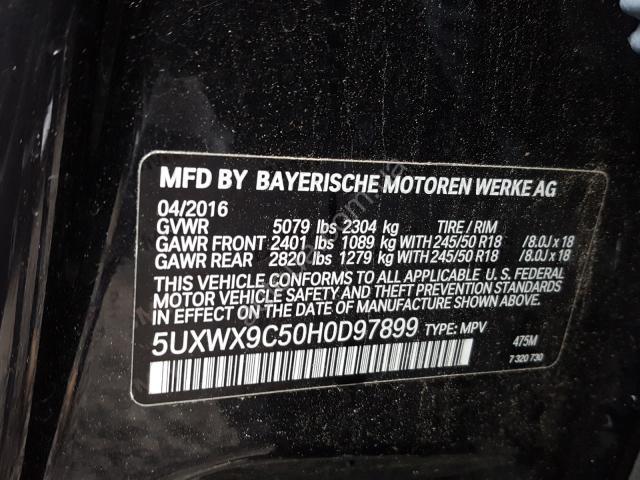 MFD BY BAYERISCHE MOTOREN WERKE AG
04/2016
GVWR 5079 lbs 2304 kg TIRE / RIM
GAWR FRONT 2401 lbs 1089 kg WITH 245/50 R18 /8.0J x 18
GAWR REAR 2820 lbs 1279 kg WITH 245/50 R18 /8.0J x 18
THIS VEHICLE CONFORMS TO ALL APPLICABLE U. S. FEDERAL
MOTOR VEHICLE SAFETY AND THEFT PREVENTION STANDARDS
IN EFFECT ON THE DATE OF MANUFACTURE SHOWN ABOVE.
5UXWX9C50H0D97899 TYPE: MPV
475M
7 320 730